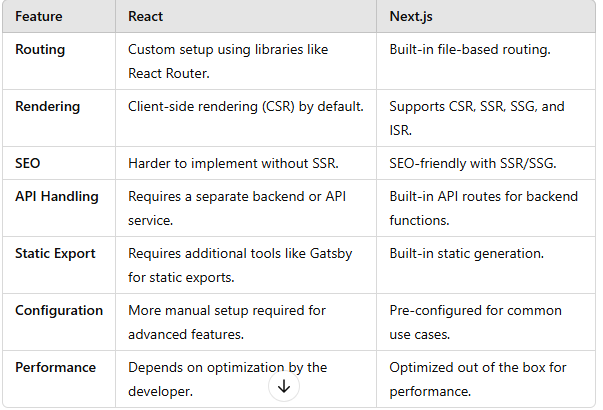 Feature React Next.js
Routing Custom setup using libraries like Built-in file-based routing.
React Router.
Rendering Client-side rendering (CSR) by default. Supports CSR, SSR, SSG, and
ISR.
SEO Harder to implement without SSR. SEO-friendly with SSR/SSG.
API Handling Requires a separate backend or API Built-in API routes for backend
service. functions.
Static Export Requires additional tools like Gatsby Built-in static generation.
for static exports.
Configuration More manual setup required for Pre-configured for common
advanced features. use cases.
Performance Depends on optimization by the Optimized out of the box for
developer. performance.